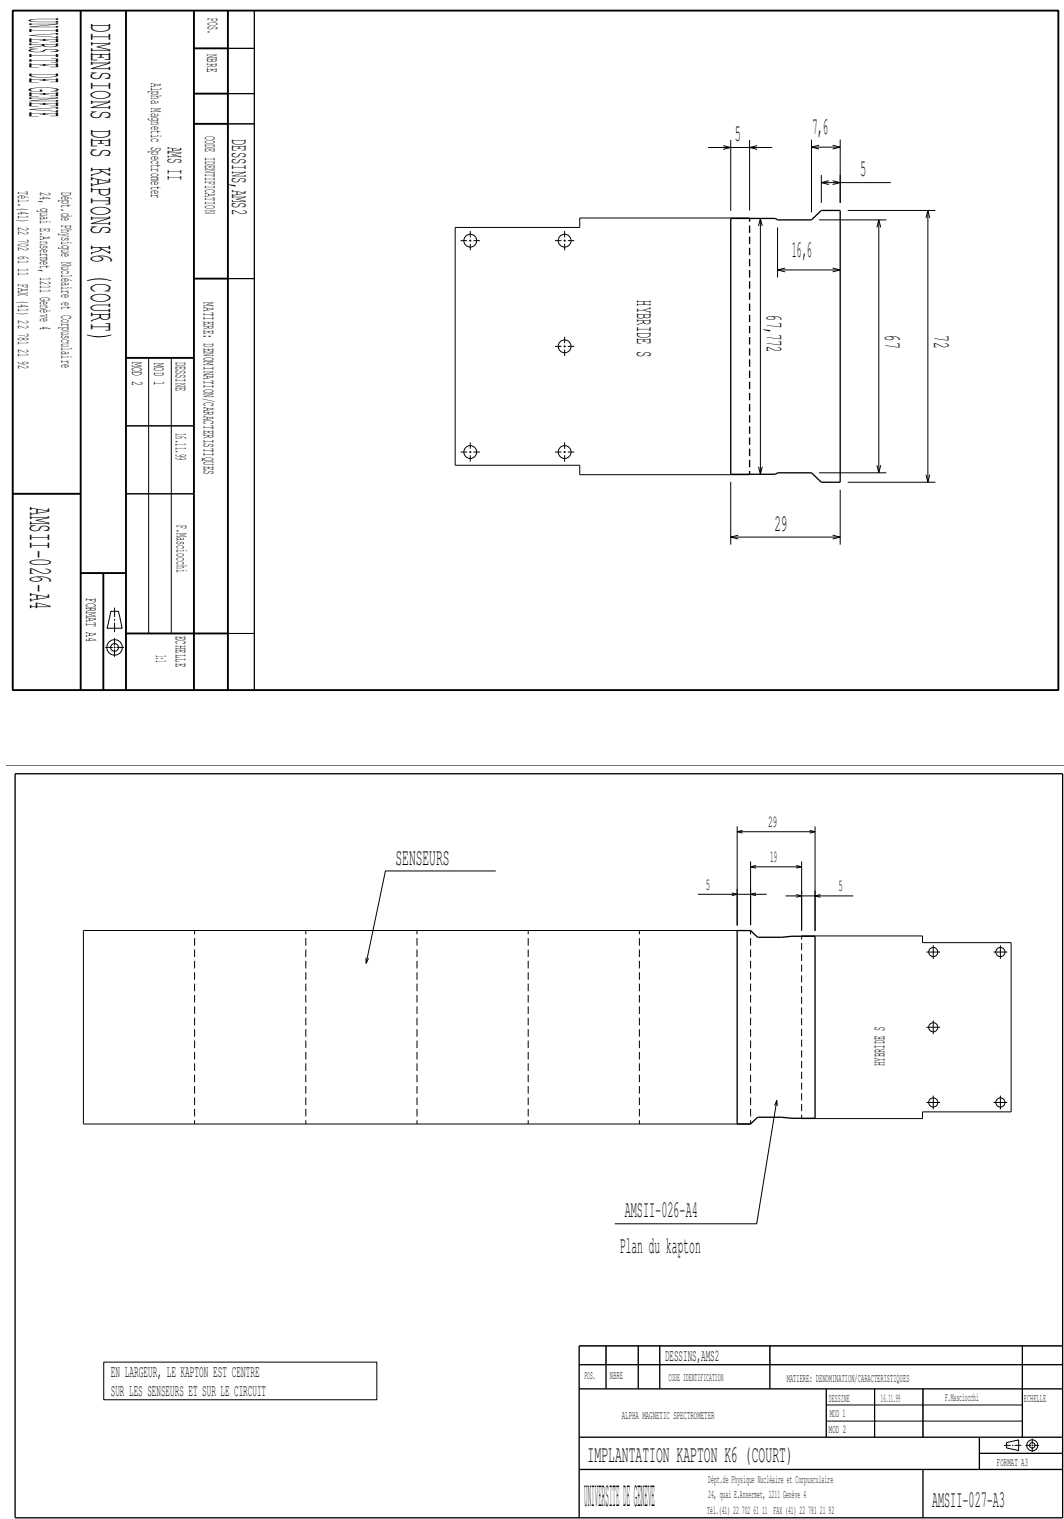 POS.
NBRE
CODE IDENTIFICATION
DESSINS,AMS2
MATIERE: DENOMINATION/CARACTERISTIQUES
AMS II
Alpha Magnetic Spectrometer
DESSINE
16.11.99
F.Masciocchi
ECHELLE
1:1
MOD 1
MOD 2
DIMENSIONS DES KAPTONS K6 (COURT)
FORMAT A4
UNIVERSITE DE GENEVE
Dépt.de Physique Nucléaire et Corpusculaire
24, quai E.Ansermet, 1211 Genève 4
Tél.(41) 22 702 61 11 FAX (41) 22 781 21 92
AMSII-026-A4
5
7,6
5
16,6
HYBRIDE S
67,772
67
72
29
29
19
5
5
SENSEURS
HYBRIDE S
AMSII-026-A4
Plan du kapton
EN LARGEUR, LE KAPTON EST CENTRE
SUR LES SENSEURS ET SUR LE CIRCUIT
DESSINS,AMS2
POS.
NBRE
CODE IDENTIFICATION
MATIERE: DENOMINATION/CARACTERISTIQUES
ALPHA MAGNETIC SPECTROMETER
DESSINE
16.11.99
F.Masciocchi
ECHELLE
MOD 1
MOD 2
IMPLANTATION KAPTON K6 (COURT)
FORMAT A3
UNIVERSITE DE GENEVE
Dépt.de Physique Nucléaire et Corpusculaire
24, quai E.Ansermet, 1211 Genève 4
Tél.(41) 22 702 61 11 FAX (41) 22 781 21 92
AMSII-027-A3